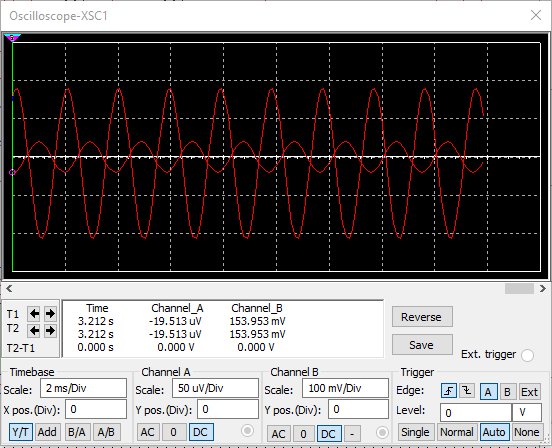 Oscilloscope-XSC1
T1
T2
T2-T1
Time Channel_A Channel_B
3.212 s -19.513 uV 153.953 mV
3.212 s -19.513 uV 153.953 mV
0.000 s 0.000 V 0.000 V
Reverse
Save
Ext. trigger
Timebase
Scale: 2 ms/Div
X pos.(Div): 0
Y/T Add B/A A/B
Channel A
Scale: 50 uV/Div
Y pos.(Div): 0
AC 0 DC
Channel B
Scale: 100 mV/Div
Y pos.(Div): 0
AC 0 DC -
Trigger
Edge: A B Ext
Level: 0 V
Single Normal Auto None